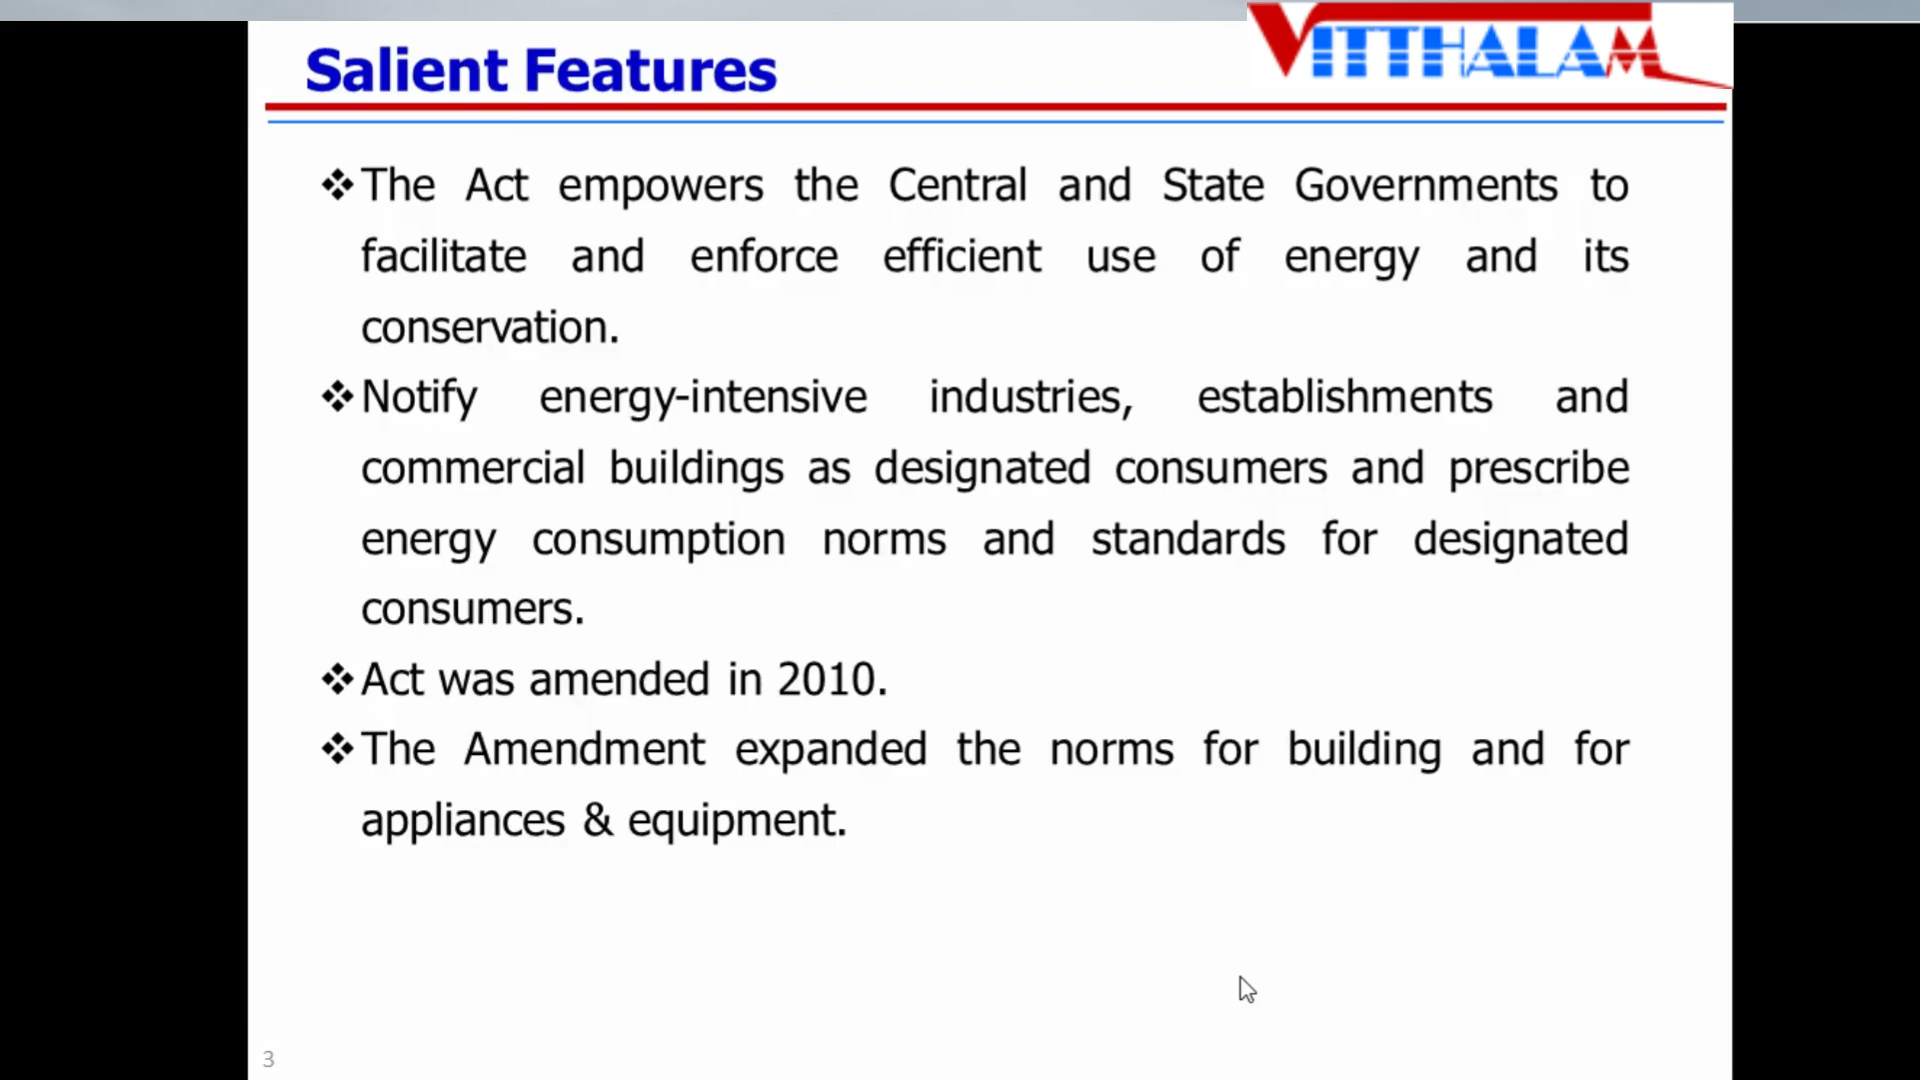 Salient Features
VITTHALAM
❖The Act empowers the Central and State Governments to
facilitate and enforce efficient use of energy and its
conservation.
❖Notify energy-intensive industries, establishments and
commercial buildings as designated consumers and prescribe
energy consumption norms and standards for designated
consumers.
❖Act was amended in 2010.
❖The Amendment expanded the norms for building and for
appliances & equipment.
3